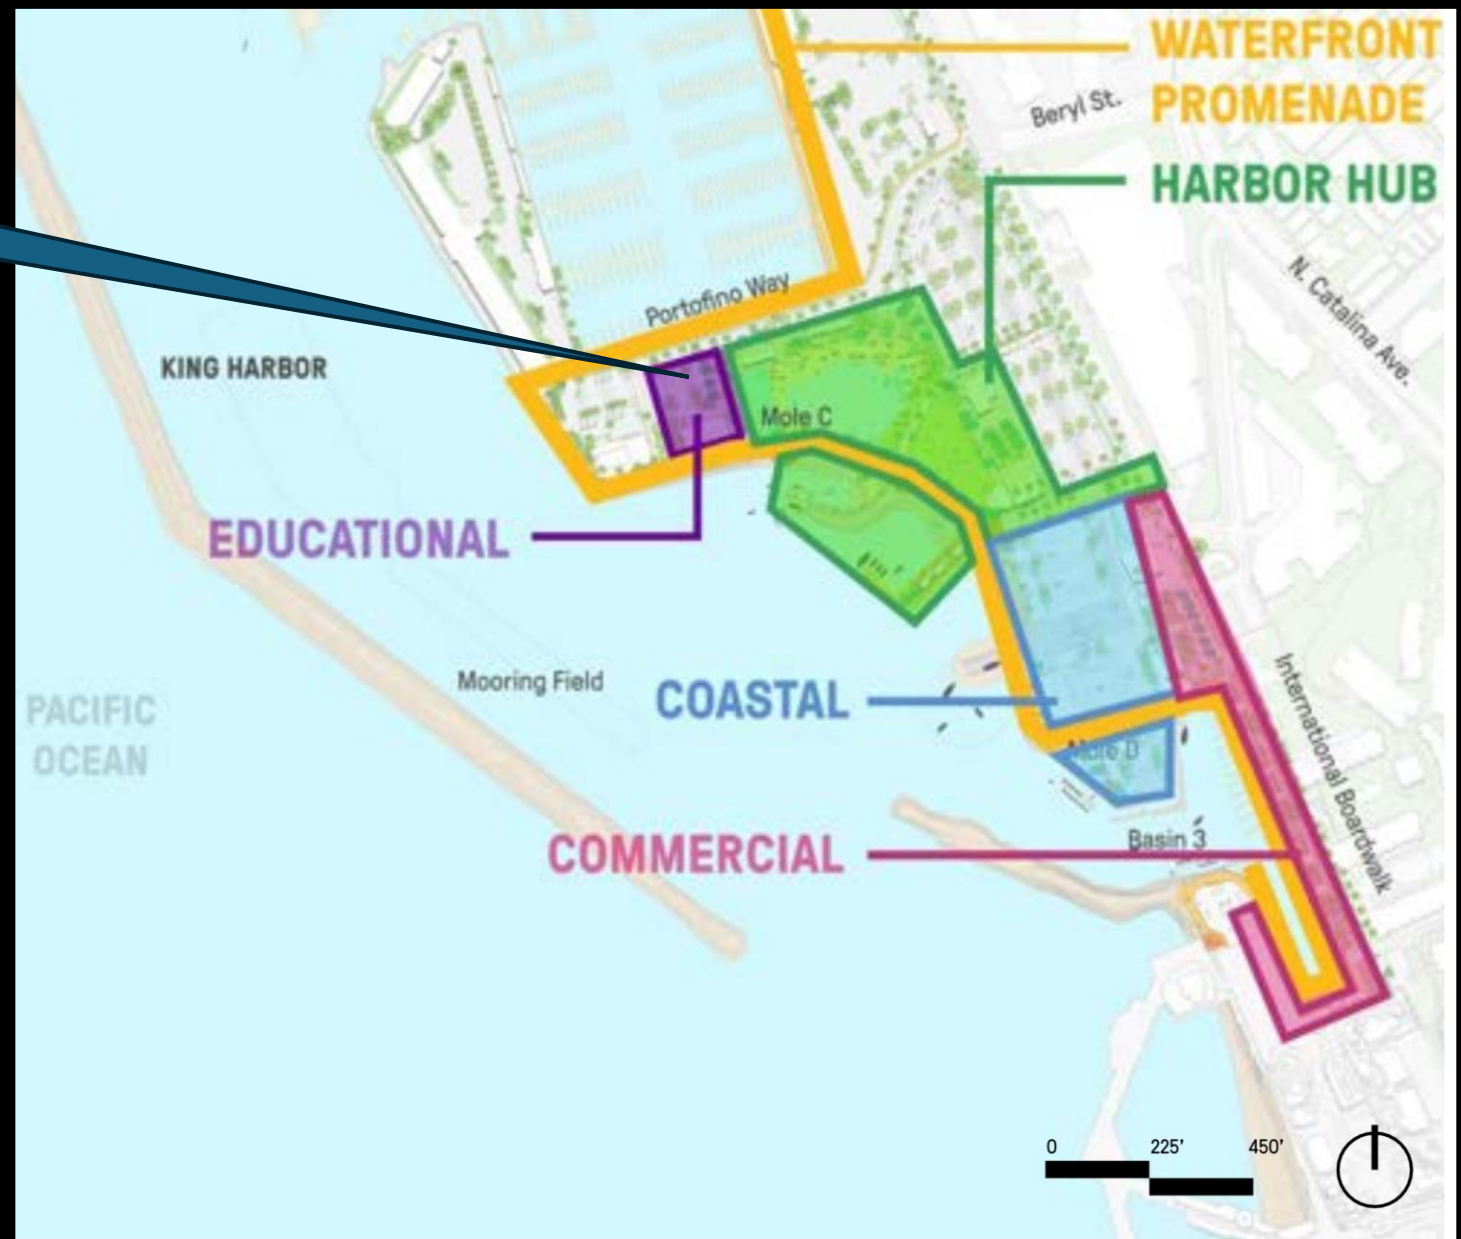 WATERFRONT
PROMENADE
Beryl St.
HARBOR HUB
N. Catalina Ave.
Portofino Way
KING HARBOR
Mole C
EDUCATIONAL
Mooring Field
COASTAL
PACIFIC
OCEAN
Mole D
International Boardwalk
COMMERCIAL
Basin 3
0 225' 450'